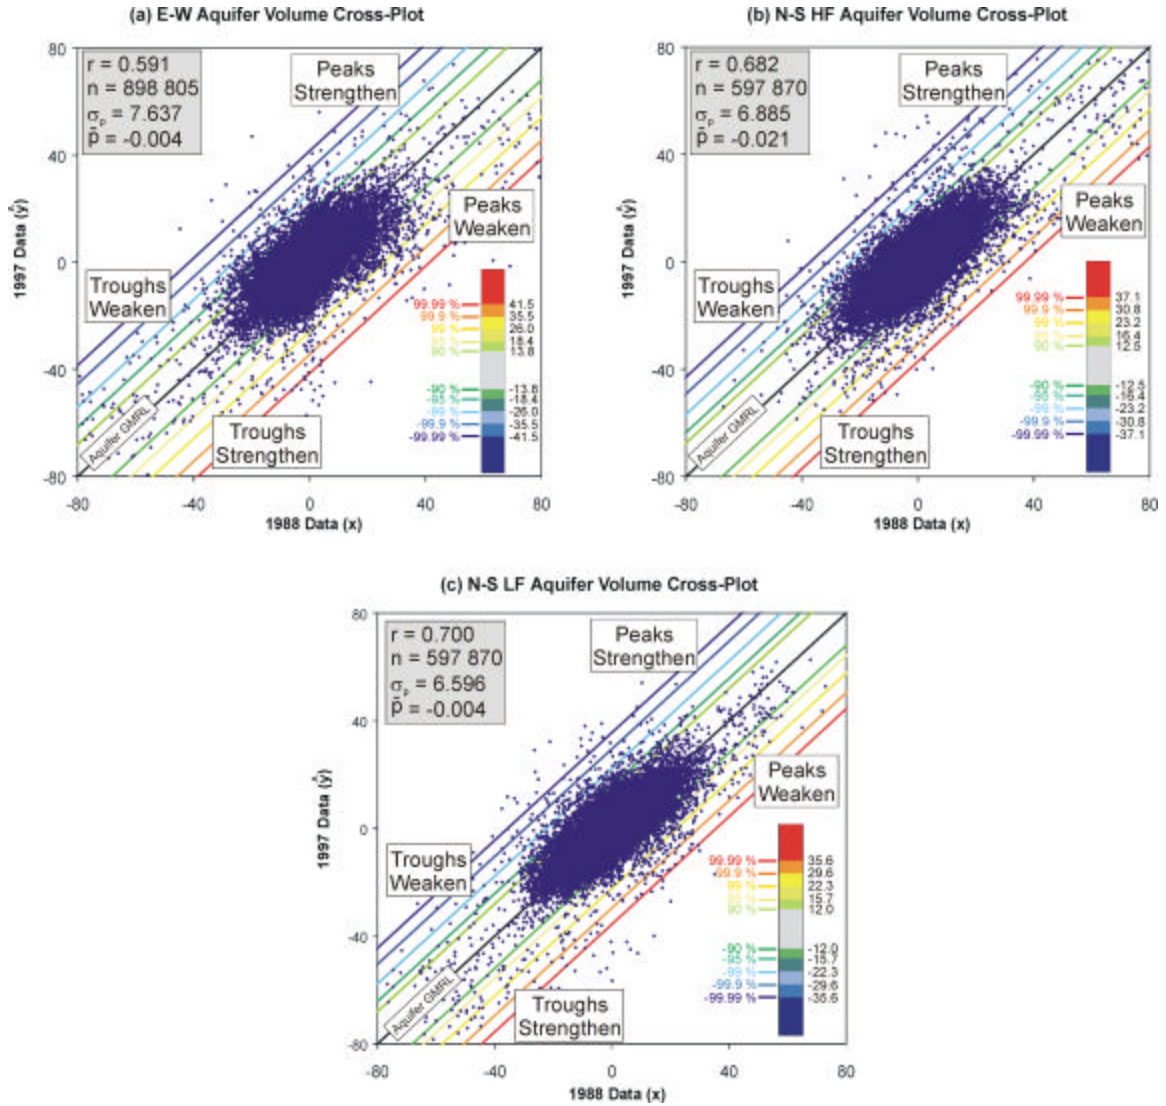 (a) E-W Aquifer Volume Cross-Plot
80
40
0
-40
-80
1997 Data (ŷ)
r = 0.591
n = 898 805
σp = 7.637
p̄ = -0.004
Peaks
Strengthen
Peaks
Weaken
Troughs
Weaken
Troughs
Strengthen
Aquifer GMRL
99.99 % 41.5
99.9 % 35.5
99 % 26.0
95 % 18.4
90 % 13.8
-90 % -13.8
-95 % -18.4
-99 % -26.0
-99.9 % -35.5
-99.99 % -41.5
-80 -40 0 40 80
1988 Data (x)
(b) N-S HF Aquifer Volume Cross-Plot
80
40
0
-40
-80
1997 Data (ŷ)
r = 0.682
n = 597 870
σp = 6.885
p̄ = -0.021
Peaks
Strengthen
Peaks
Weaken
Troughs
Weaken
Troughs
Strengthen
Aquifer GMRL
99.99 % 37.1
99.9 % 30.8
99 % 23.2
95 % 16.4
90 % 12.5
-90 % -12.5
-95 % -16.4
-99 % -23.2
-99.9 % -30.8
-99.99 % -37.1
-80 -40 0 40 80
1988 Data (x)
(c) N-S LF Aquifer Volume Cross-Plot
80
40
0
-40
-80
1997 Data (ŷ)
r = 0.700
n = 597 870
σp = 6.596
p̄ = -0.004
Peaks
Strengthen
Peaks
Weaken
Troughs
Weaken
Troughs
Strengthen
Aquifer GMRL
99.99 % 35.6
99.9 % 29.6
99 % 22.3
95 % 15.7
90 % 12.0
-90 % -12.0
-95 % -15.7
-99 % -22.3
-99.9 % -29.6
-99.99 % -35.6
-80 -40 0 40 80
1988 Data (x)